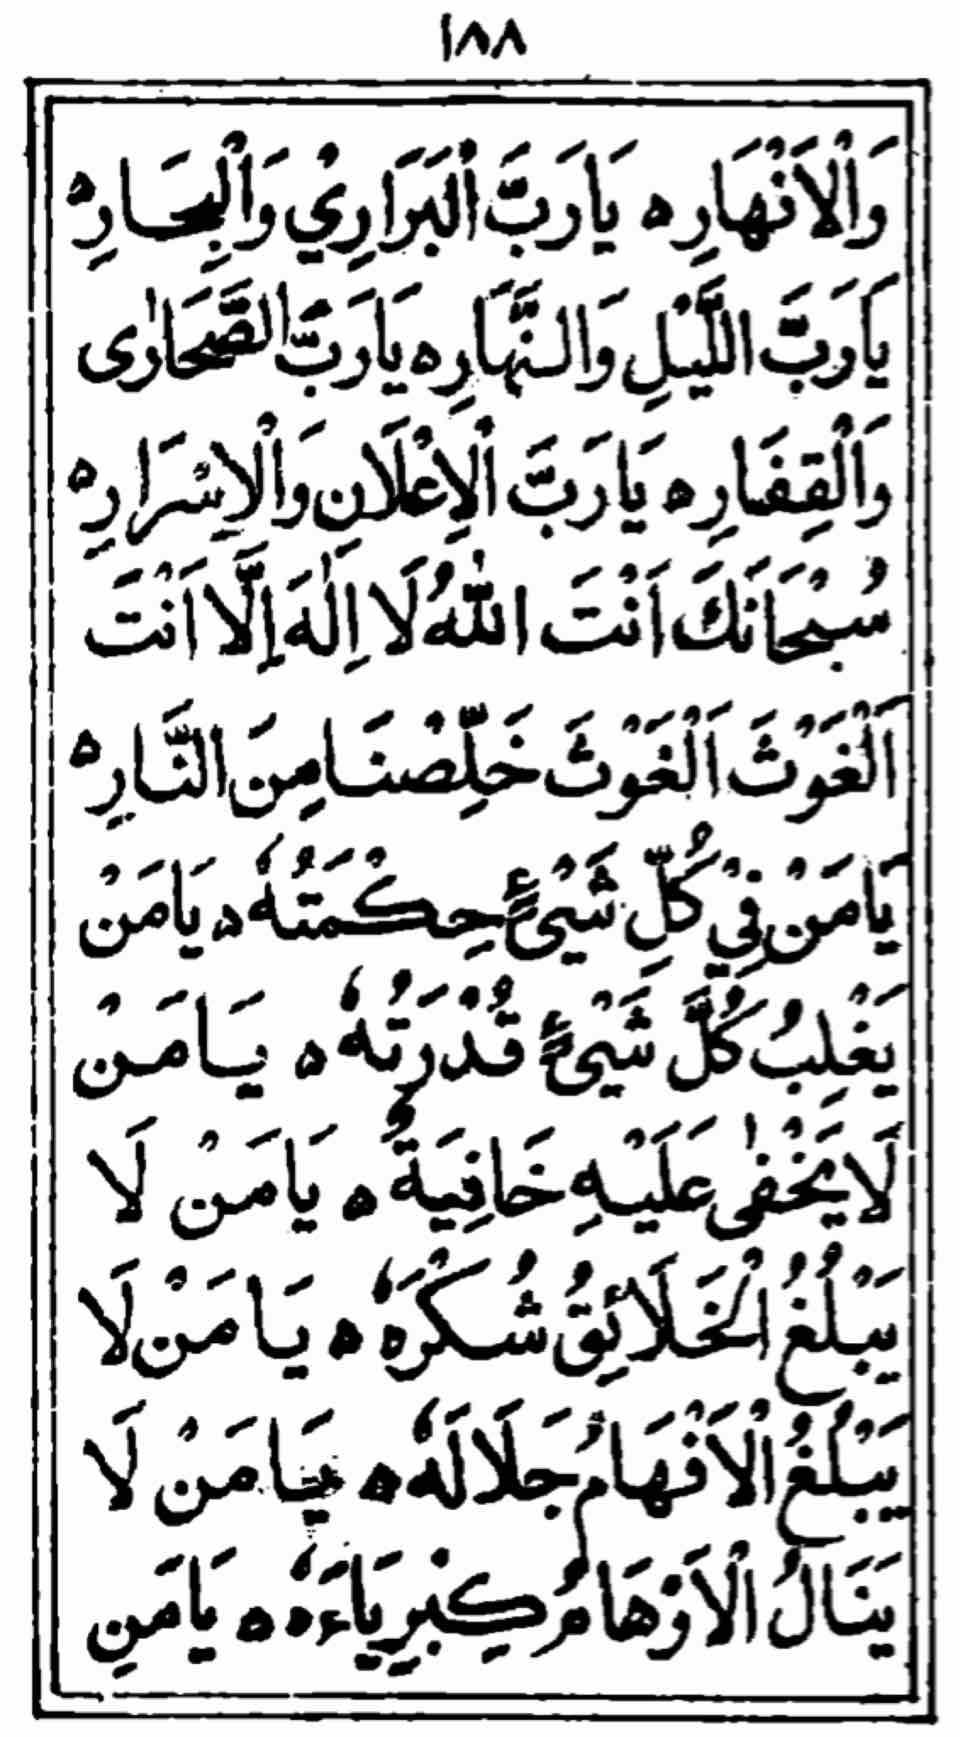 ١٨٨
وَالْاَنْهَارِ ه يَارَبَّ الْبَرَارِيْ وَالْبِحَارِ ه
يَارَبَّ اللَّيْلِ وَالنَّهَارِ ه يَارَبَّ الصَّحَارٰى
وَالْقِفَارِ ه يَارَبَّ الْاِعْلَانِ وَالْاِسْرَارِ ه
سُبْحَانَكَ اَنْتَ اللّٰهُ لَا اِلٰهَ اِلَّا اَنْتَ
اَلْغَوْثَ اَلْغَوْثَ خَلِّصْنَا مِنَ النَّارِ ه
يَامَنْ فِيْ كُلِّ شَيْئٍ حِكْمَتُهٗ ه يَامَنْ
يَغْلِبُ كُلَّ شَيْئٍ قُدْرَتُهٗ ه يَامَنْ
لَايَخْفٰى عَلَيْهِ خَافِيَةٌ ه يَامَنْ لَا
يَبْلُغُ الْخَلَائِقُ شُكْرَهٗ ه يَامَنْ لَا
يَبْلُغُ الْاَفْهَامُ جَلَالَهٗ ه يَامَنْ لَا
يَنَالُ الْاَوْهَامُ كِبْرِيَاءَهٗ ه يَامَنِ